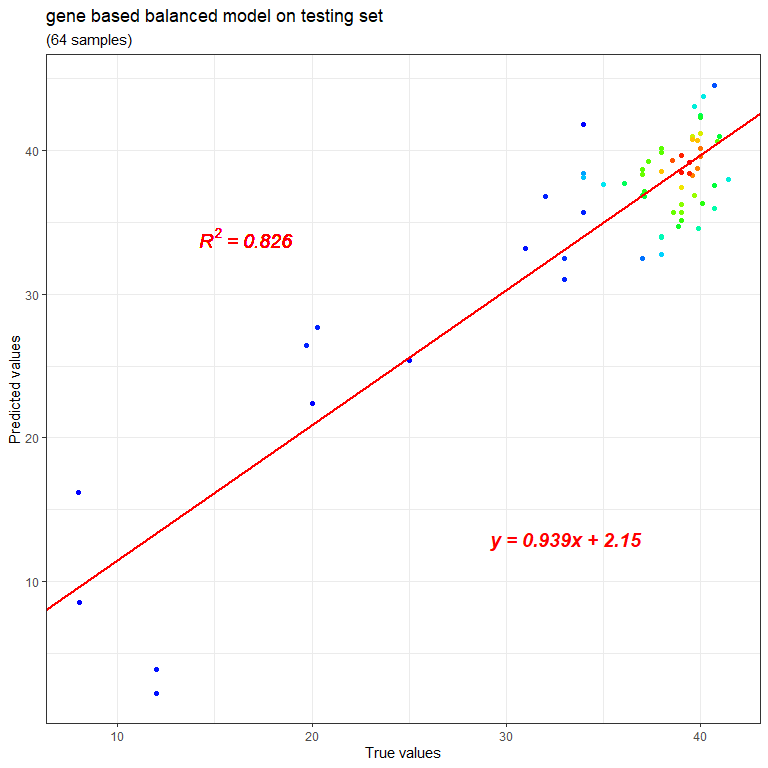 gene based balanced model on testing set
(64 samples)
40
30
20
10
Predicted values
R² = 0.826
y = 0.939x + 2.15
10 20 30 40
True values